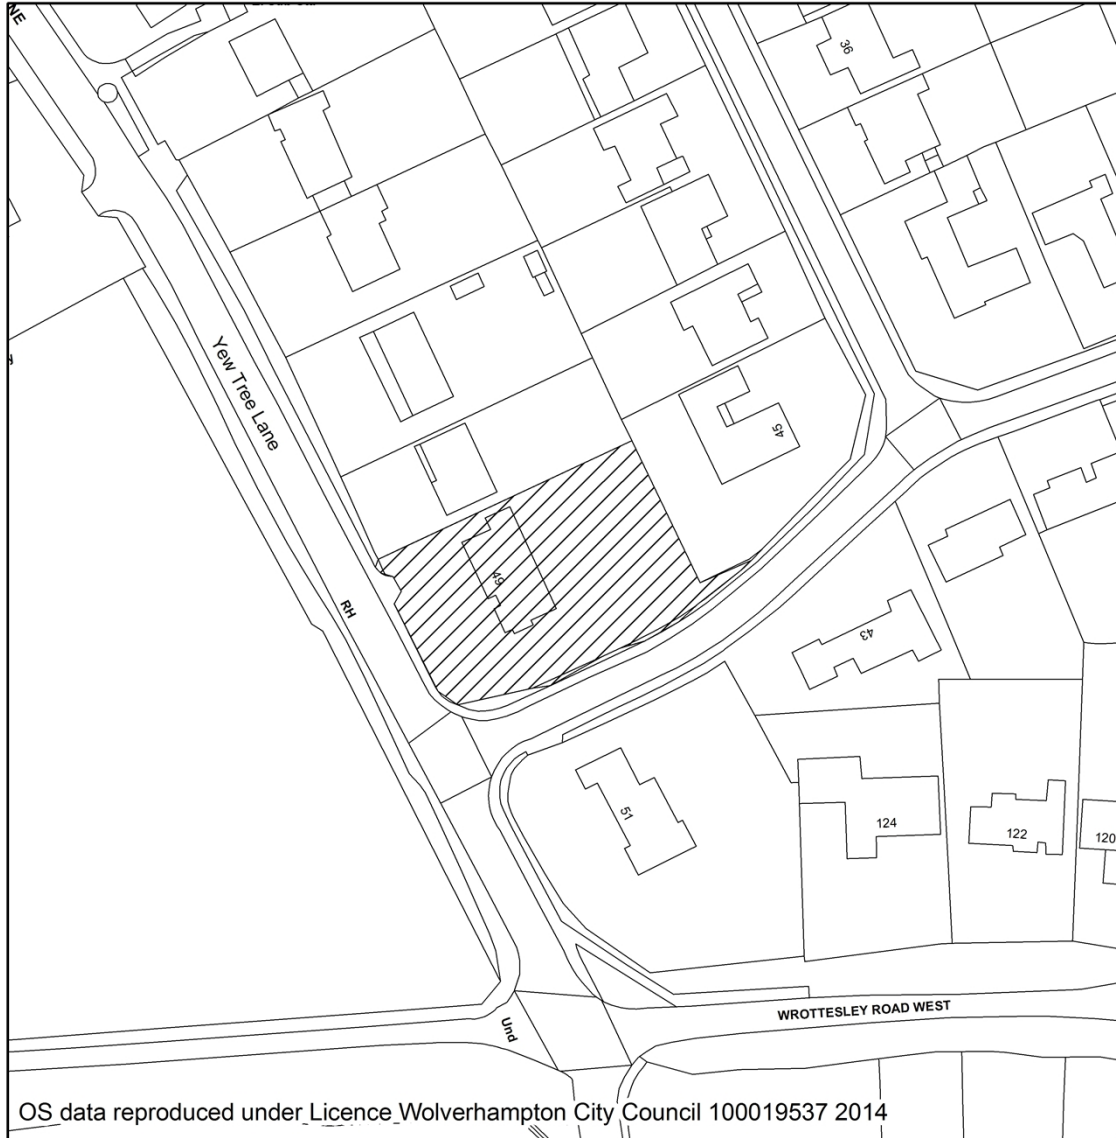 NE
36
Yew Tree Lane
45
49
RH
43
51
124
122
120
WROTTESLEY ROAD WEST
Und
OS data reproduced under Licence Wolverhampton City Council 100019537 2014